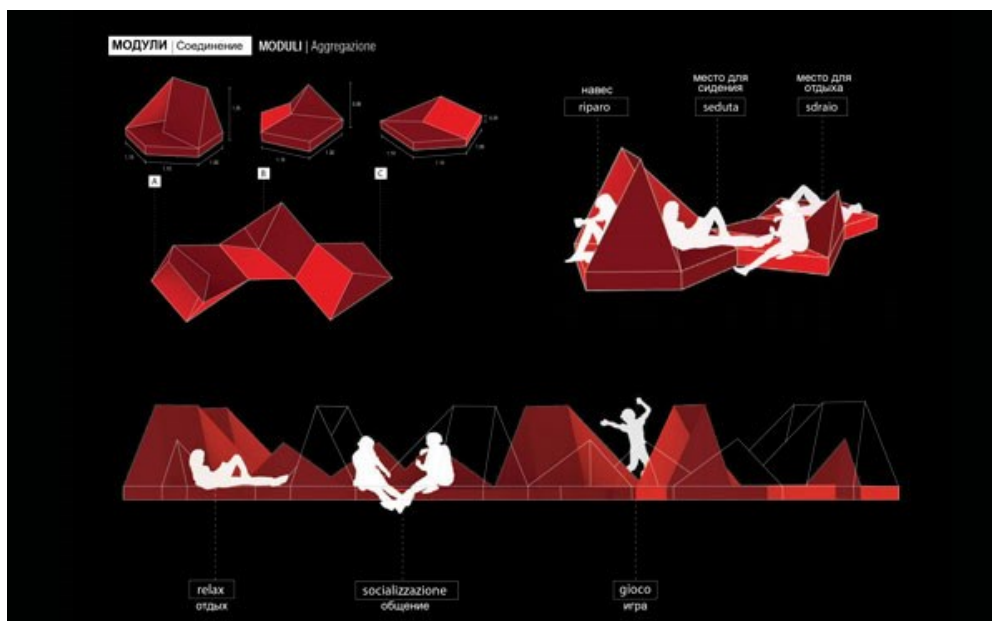 МОДУЛИ | Соединение MODULI | Aggregazione
навес
riparo
место для
сидения
seduta
место для
отдыха
sdraio
A
B
C
relax
отдых
socializzazione
общение
gioco
игра